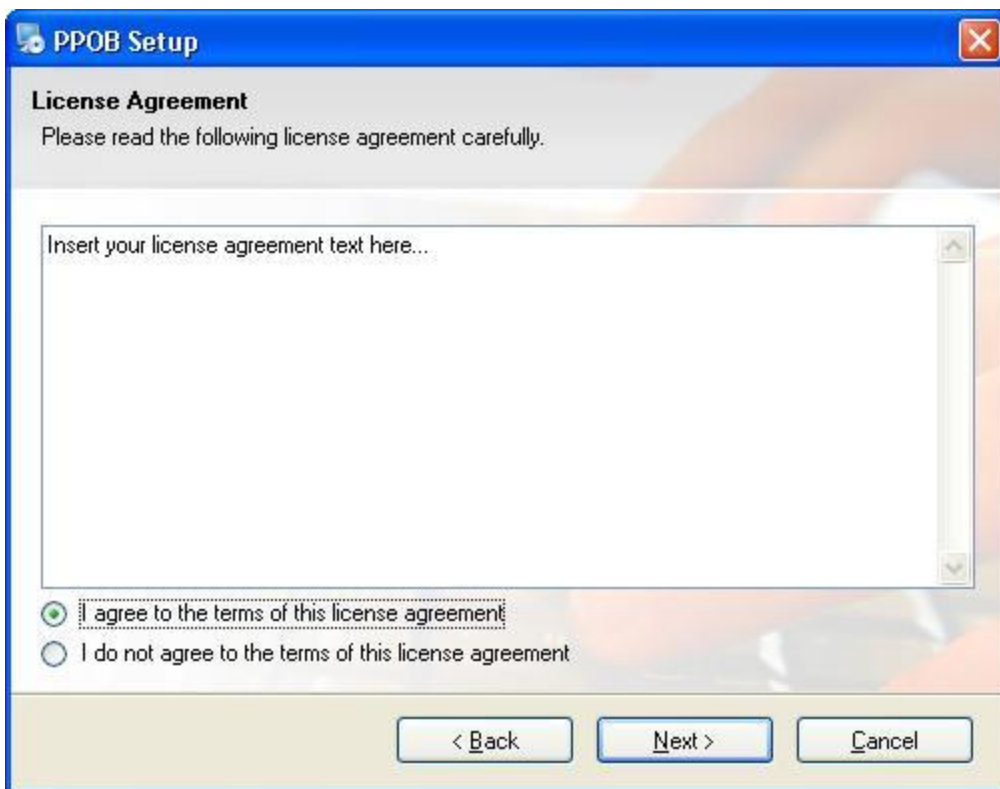 PPOB Setup
License Agreement
Please read the following license agreement carefully.
Insert your license agreement text here...
I agree to the terms of this license agreement
I do not agree to the terms of this license agreement
< Back Next > Cancel